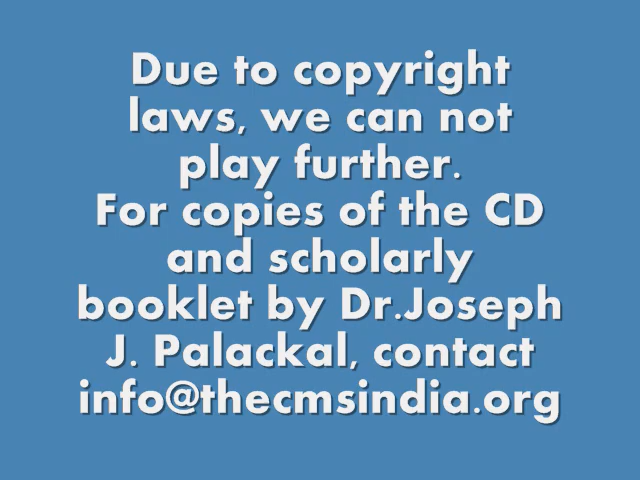 Due to copyright
laws, we can not
play further.
For copies of the CD
and scholarly
booklet by Dr.Joseph
J. Palackal, contact
info@thecmsindia.org